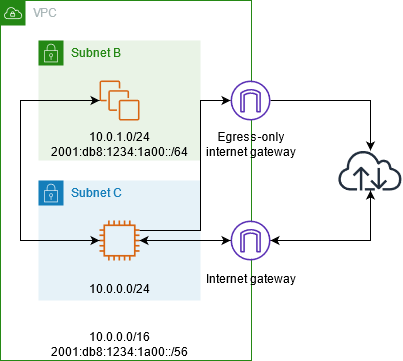 VPC
Subnet B
10.0.1.0/24
2001:db8:1234:1a00::/64
Egress-only
internet gateway
Subnet C
10.0.0.0/24
Internet gateway
10.0.0.0/16
2001:db8:1234:1a00::/56